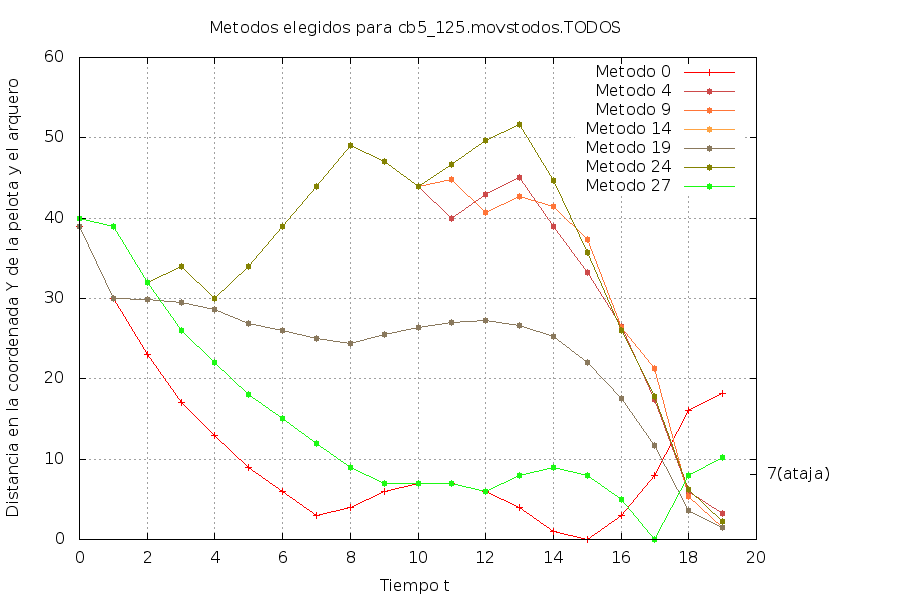 Metodos elegidos para cb5_125.movstodos.TODOS
Distancia en la coordenada Y de la pelota y el arquero
60
50
40
30
20
10
0
Metodo 0
Metodo 4
Metodo 9
Metodo 14
Metodo 19
Metodo 24
Metodo 27
7(ataja)
0 2 4 6 8 10 12 14 16 18 20
Tiempo t